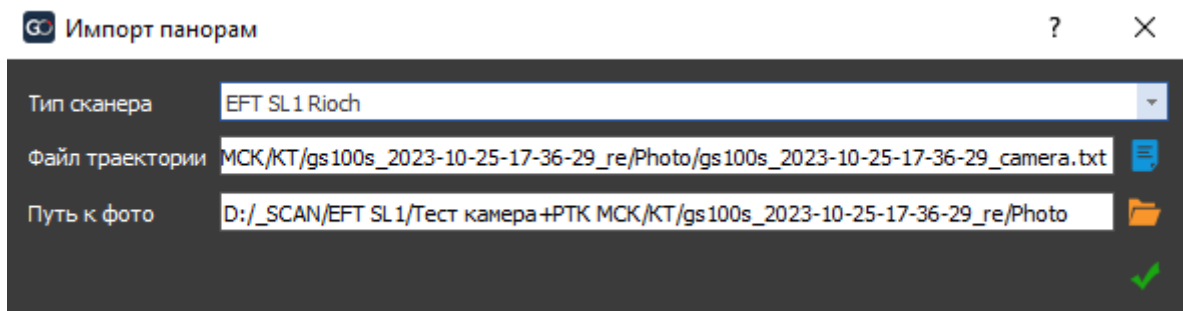 Импорт панорам ?
Тип сканера EFT SL1 Rioch
Файл траектории МСК/КТ/gs100s_2023-10-25-17-36-29_re/Photo/gs100s_2023-10-25-17-36-29_camera.txt
Путь к фото D:/_SCAN/EFT SL1/Тест камера+РТК МСК/КТ/gs100s_2023-10-25-17-36-29_re/Photo